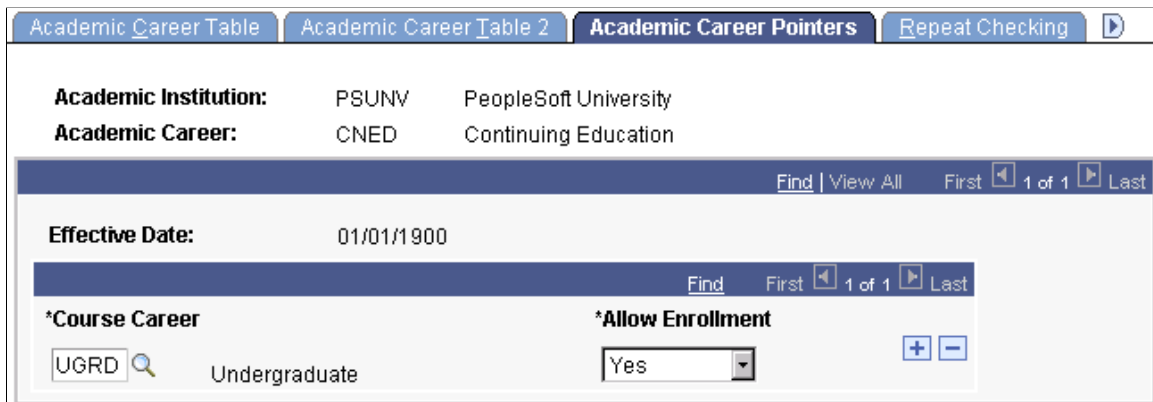 Academic Career Table Academic Career Table 2 Academic Career Pointers Repeat Checking
Academic Institution: PSUNV PeopleSoft University
Academic Career: CNED Continuing Education
Find | View All First 1 of 1 Last
Effective Date: 01/01/1900
Find First 1 of 1 Last
*Course Career *Allow Enrollment
UGRD Undergraduate Yes